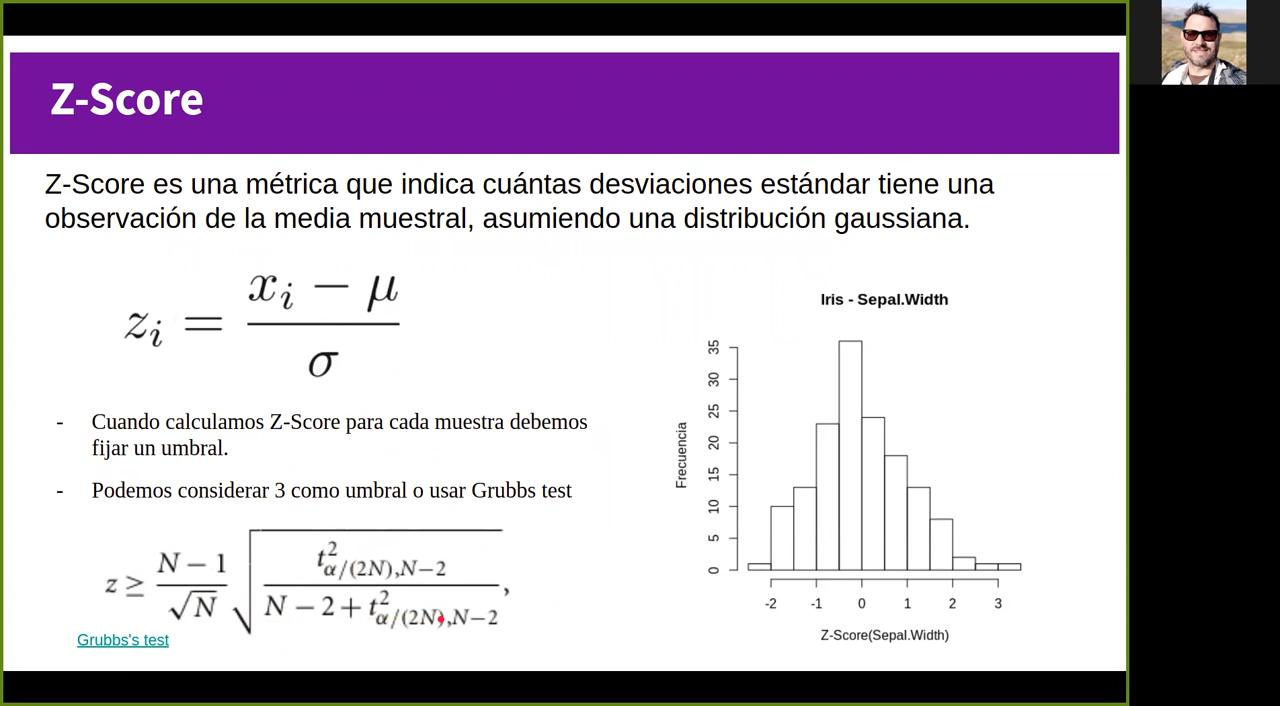 Z-Score
Z-Score es una métrica que indica cuántas desviaciones estándar tiene una
observación de la media muestral, asumiendo una distribución gaussiana.
z_i = (x_i − μ) / σ
- Cuando calculamos Z-Score para cada muestra debemos
fijar un umbral.
- Podemos considerar 3 como umbral o usar Grubbs test
z ≥ (N − 1)/√N √(t²_{α/(2N),N−2} / (N − 2 + t²_{α/(2N),N−2})),
Grubbs's test
Iris - Sepal.Width
Frecuencia
35
30
25
20
15
10
5
0
-2 -1 0 1 2 3
Z-Score(Sepal.Width)